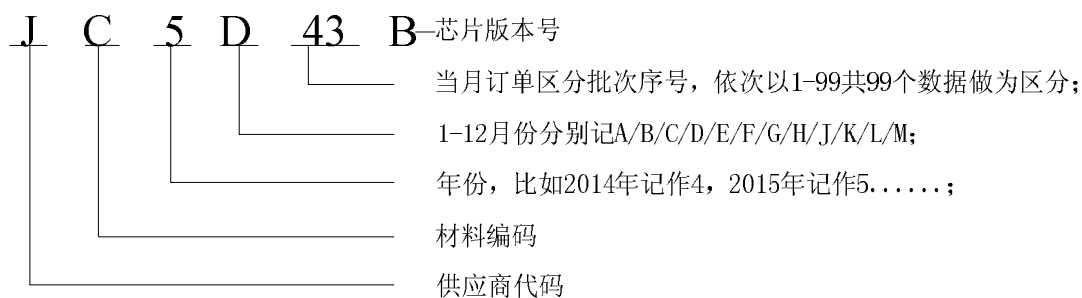 J C 5 D 43 B 芯片版本号
当月订单区分批次序号，依次以1-99共99个数据做为区分；
1-12月份分别记A/B/C/D/E/F/G/H/J/K/L/M；
年份，比如2014年记作4，2015年记作5......；
材料编码
供应商代码